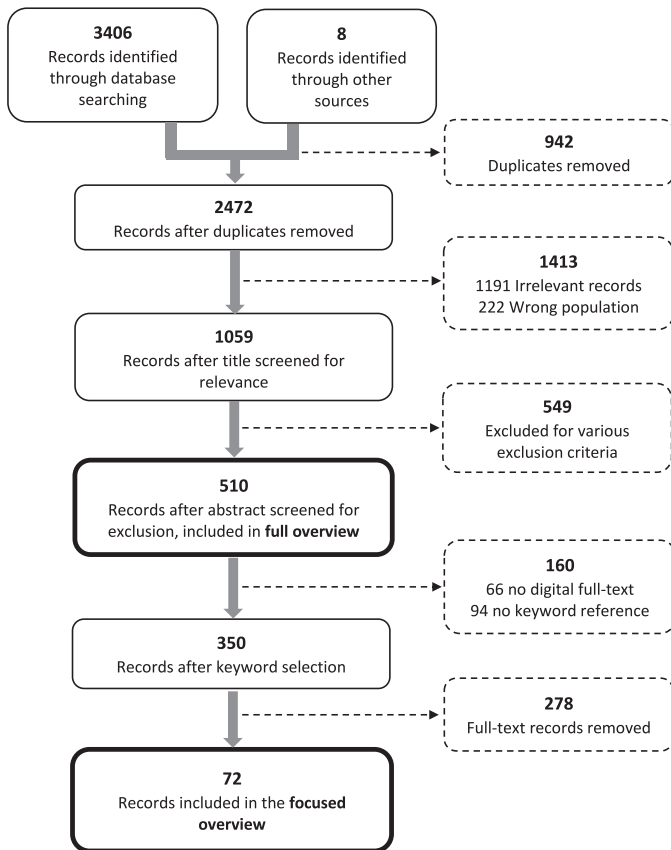 3406
Records identified
through database
searching
8
Records identified
through other
sources
942
Duplicates removed
2472
Records after duplicates removed
1413
1191 Irrelevant records
222 Wrong population
1059
Records after title screened for
relevance
549
Excluded for various
exclusion criteria
510
Records after abstract screened for
exclusion, included in full overview
160
66 no digital full-text
94 no keyword reference
350
Records after keyword selection
278
Full-text records removed
72
Records included in the focused
overview